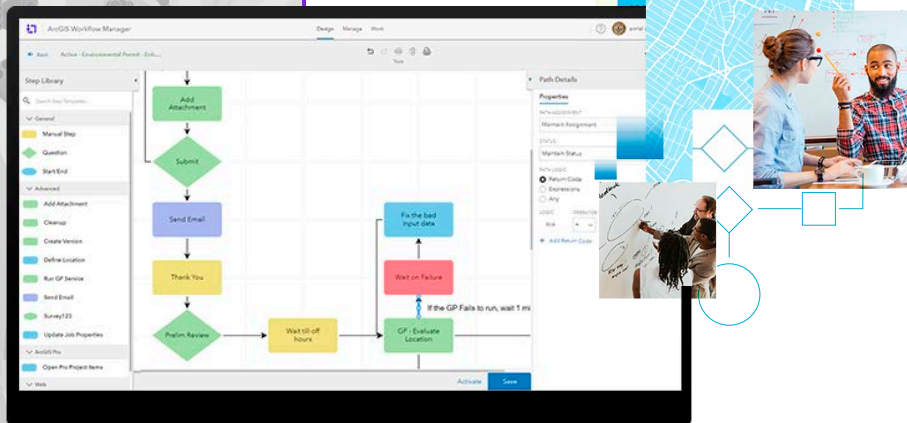 ArcGIS Workflow Manager
Design Manage Work
Back
Active - Environmental Permit - Edi...
Tools
Step Library
Search Step Templates...
General
Manual Step
Question
Start/End
Advanced
Add Attachment
Cleanup
Create Version
Define Location
Run GP Service
Send Email
Survey123
Update Job Properties
ArcGIS Pro
Open Pro Project Items
Web
Add
Attachment
Submit
Send Email
Thank You
Prelim Review
Wait till off
hours
Fix the bad
input data
Wait on Failure
If the GP Fails to run, wait 1 mi
GP - Evaluate
Location
Activate
Save
Path Details
Properties
PATH ASSIGNMENT
Maintain Assignment
STATUS
Maintain Status
PATH LOGIC
Return Code
Expressions
Any
LOGIC
+ Add Return Code